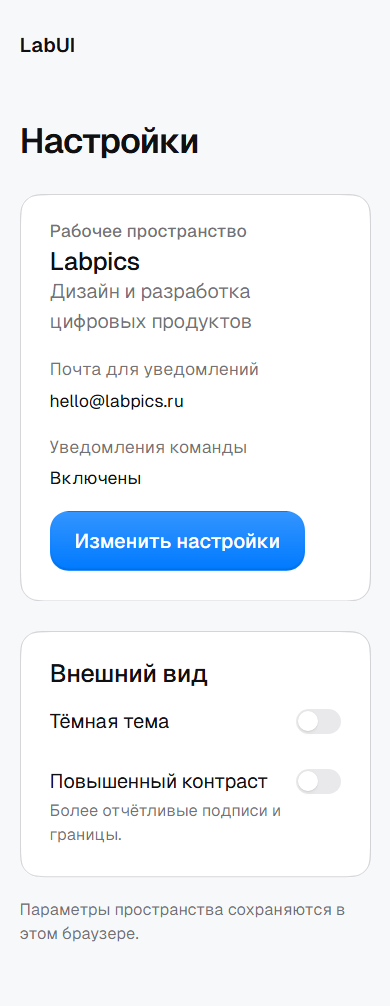 LabUI
Настройки
Рабочее пространство
Labpics
Дизайн и разработка
цифровых продуктов
Почта для уведомлений
hello@labpics.ru
Уведомления команды
Включены
Изменить настройки
Внешний вид
Тёмная тема
Повышенный контраст
Более отчётливые подписи и
границы.
Параметры пространства сохраняются в
этом браузере.